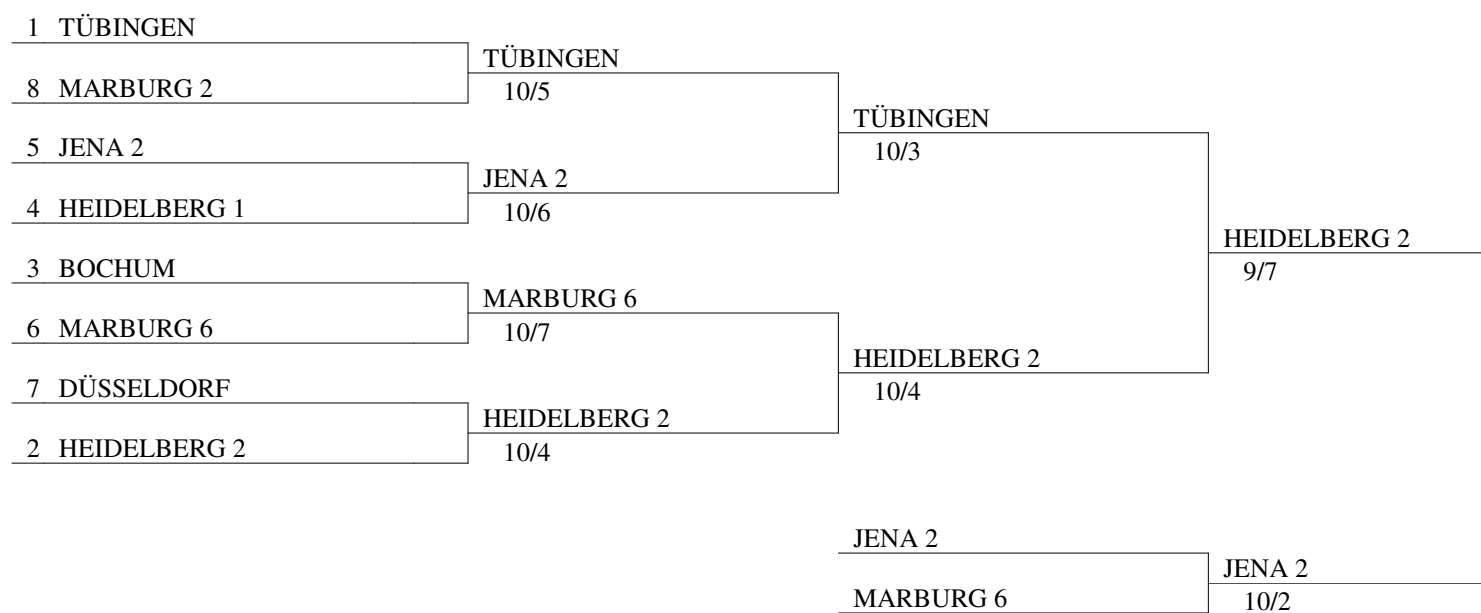 1 TÜBINGEN
TÜBINGEN
8 MARBURG 2
10/5
TÜBINGEN
5 JENA 2
10/3
JENA 2
4 HEIDELBERG 1
10/6
HEIDELBERG 2
3 BOCHUM
9/7
MARBURG 6
6 MARBURG 6
10/7
HEIDELBERG 2
7 DÜSSELDORF
10/4
HEIDELBERG 2
2 HEIDELBERG 2
10/4
JENA 2
JENA 2
MARBURG 6
10/2